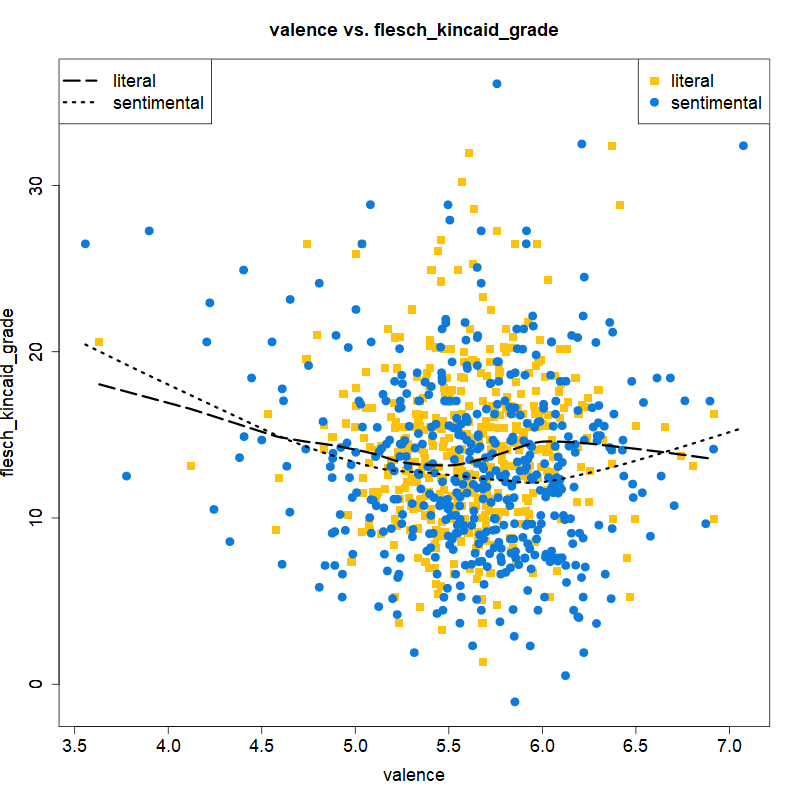 valence vs. flesch_kincaid_grade
literal
sentimental
literal
sentimental
flesch_kincaid_grade
30
20
10
0
3.5 4.0 4.5 5.0 5.5 6.0 6.5 7.0
valence